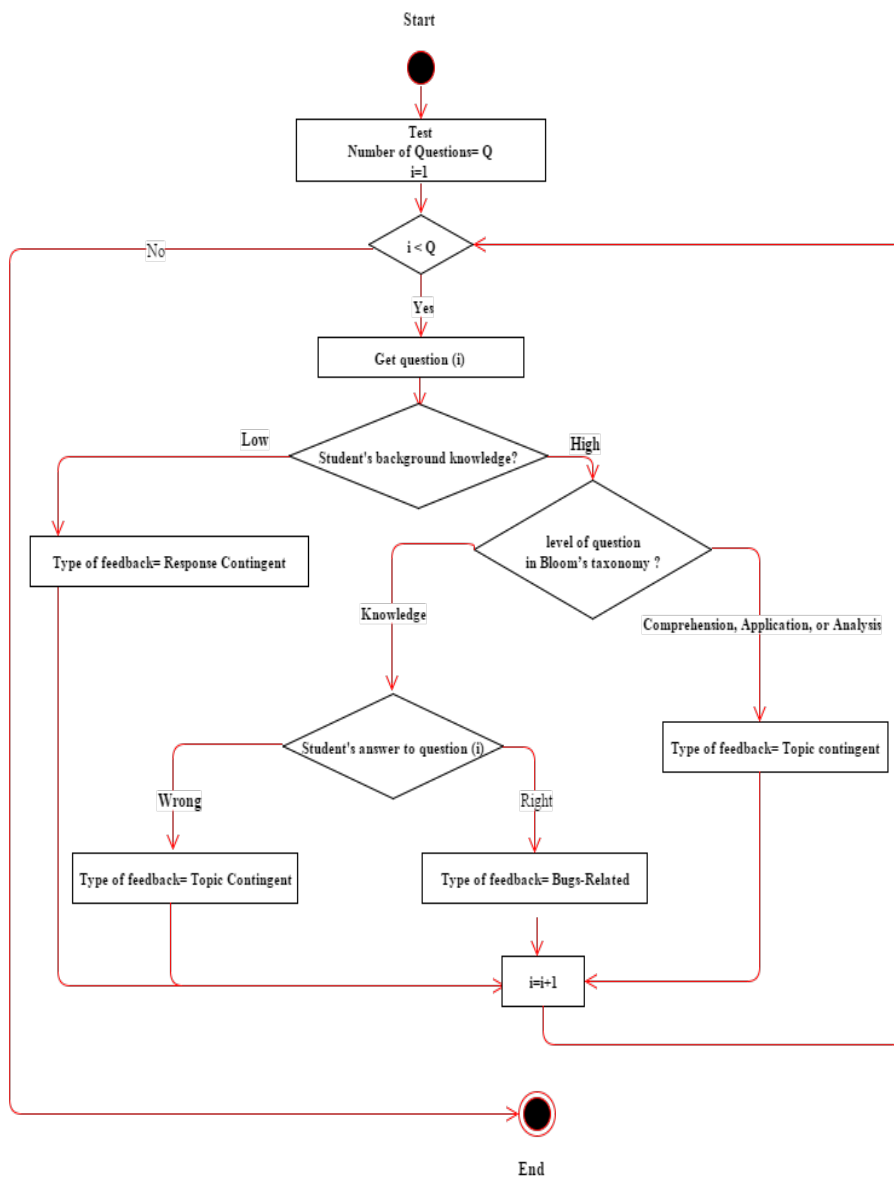 Start
Test
Number of Questions= Q
i=1
i < Q
No
Yes
Get question (i)
Low
High
Student's background knowledge?
level of question
in Bloom's taxonomy ?
Type of feedback= Response Contingent
Knowledge
Comprehension, Application, or Analysis
Student's answer to question (i)
Type of feedback= Topic contingent
Wrong
Right
Type of feedback= Topic Contingent
Type of feedback= Bugs-Related
i=i+1
End